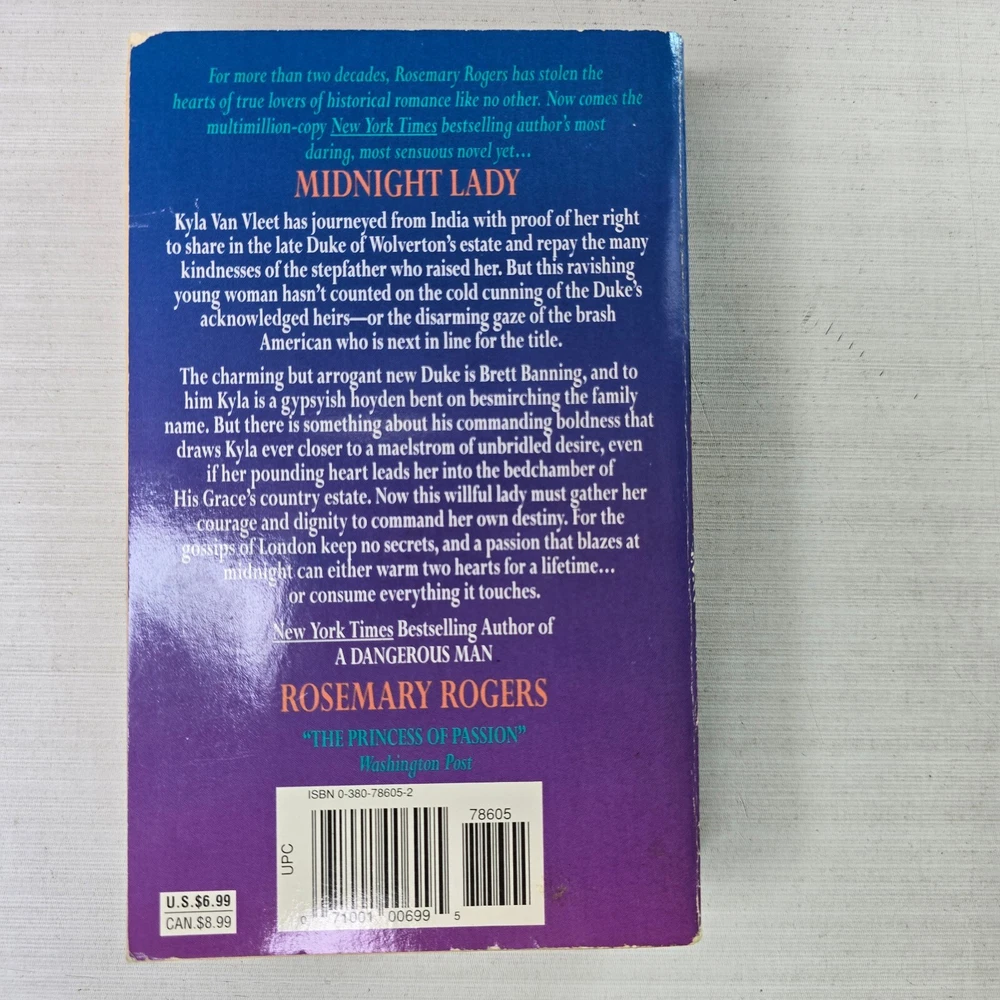 For more than two decades, Rosemary Rogers has stolen the
hearts of true lovers of historical romance like no other. Now comes the
multimillion-copy New York Times bestselling author's most
daring, most sensuous novel yet...
MIDNIGHT LADY
Kyla Van Vleet has journeyed from India with proof of her right
to share in the late Duke of Wolverton's estate and repay the many
kindnesses of the stepfather who raised her. But this ravishing
young woman hasn't counted on the cold cunning of the Duke's
acknowledged heirs—or the disarming gaze of the brash
American who is next in line for the title.
The charming but arrogant new Duke is Brett Banning, and to
him Kyla is a gypsyish hoyden bent on besmirching the family
name. But there is something about his commanding boldness that
draws Kyla ever closer to a maelstrom of unbridled desire, even
if her pounding heart leads her into the bedchamber of
His Grace's country estate. Now this willful lady must gather her
courage and dignity to command her own destiny. For the
gossips of London keep no secrets, and a passion that blazes at
midnight can either warm two hearts for a lifetime...
or consume everything it touches.
New York Times Bestselling Author of
A DANGEROUS MAN
ROSEMARY ROGERS
"THE PRINCESS OF PASSION"
Washington Post
ISBN 0-380-78605-2
78605
UPC
0 71001 00699 5
U.S.$6.99
CAN.$8.99